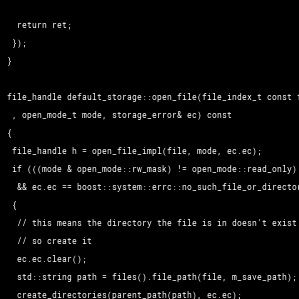 return ret;
});
}
file_handle default_storage::open_file(file_index_t const
, open_mode_t mode, storage_error& ec) const
{
file_handle h = open_file_impl(file, mode, ec.ec);
if (((mode & open_mode::rw_mask) != open_mode::read_only)
&& ec.ec == boost::system::errc::no_such_file_or_director
{
// this means the directory the file is in doesn't exist
// so create it
ec.ec.clear();
std::string path = files().file_path(file, m_save_path);
create_directories(parent_path(path), ec.ec);